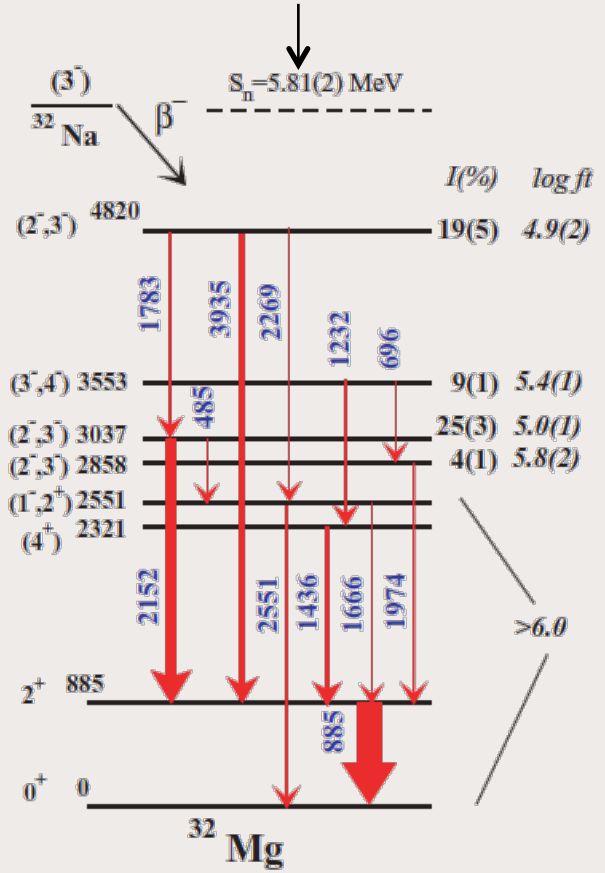 (3⁻)
³²Na
β⁻
Sₙ=5.81(2) MeV
I(%) log ft
(2⁻,3⁻) 4820 19(5) 4.9(2)
1783
3935
2269
1232
696
(3⁻,4⁻) 3553 9(1) 5.4(1)
485
(2⁻,3⁻) 3037 25(3) 5.0(1)
(2⁻,3⁻) 2858 4(1) 5.8(2)
(1⁻,2⁺) 2551
(4⁺) 2321
2152
2551
1436
1666
1974
>6.0
2⁺ 885
885
0⁺ 0
³²Mg